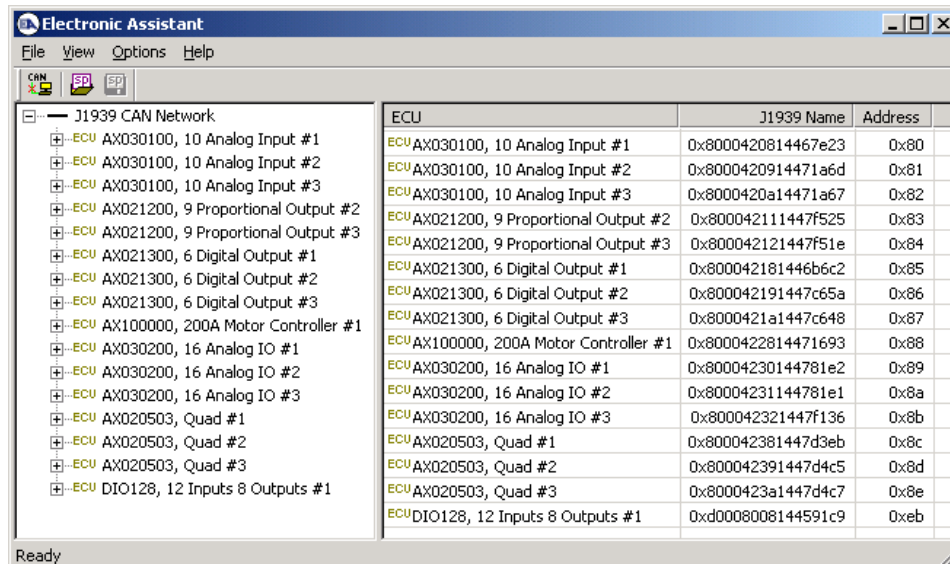 Electronic Assistant
File View Options Help
CAN SP SP
J1939 CAN Network
ECU AX030100, 10 Analog Input #1
ECU AX030100, 10 Analog Input #2
ECU AX030100, 10 Analog Input #3
ECU AX021200, 9 Proportional Output #2
ECU AX021200, 9 Proportional Output #3
ECU AX021300, 6 Digital Output #1
ECU AX021300, 6 Digital Output #2
ECU AX021300, 6 Digital Output #3
ECU AX100000, 200A Motor Controller #1
ECU AX030200, 16 Analog IO #1
ECU AX030200, 16 Analog IO #2
ECU AX030200, 16 Analog IO #3
ECU AX020503, Quad #1
ECU AX020503, Quad #2
ECU AX020503, Quad #3
ECU DIO128, 12 Inputs 8 Outputs #1
ECU J1939 Name Address
ECU AX030100, 10 Analog Input #1 0x8000420814467e23 0x80
ECU AX030100, 10 Analog Input #2 0x8000420914471a6d 0x81
ECU AX030100, 10 Analog Input #3 0x8000420a14471a67 0x82
ECU AX021200, 9 Proportional Output #2 0x800042111447f525 0x83
ECU AX021200, 9 Proportional Output #3 0x800042121447f51e 0x84
ECU AX021300, 6 Digital Output #1 0x800042181446b6c2 0x85
ECU AX021300, 6 Digital Output #2 0x800042191447c65a 0x86
ECU AX021300, 6 Digital Output #3 0x8000421a1447c648 0x87
ECU AX100000, 200A Motor Controller #1 0x8000422814471693 0x88
ECU AX030200, 16 Analog IO #1 0x80004230144781e2 0x89
ECU AX030200, 16 Analog IO #2 0x80004231144781e1 0x8a
ECU AX030200, 16 Analog IO #3 0x800042321447f136 0x8b
ECU AX020503, Quad #1 0x800042381447d3eb 0x8c
ECU AX020503, Quad #2 0x800042391447d4c5 0x8d
ECU AX020503, Quad #3 0x8000423a1447d4c7 0x8e
ECU DIO128, 12 Inputs 8 Outputs #1 0xd0008008144591c9 0xeb
Ready